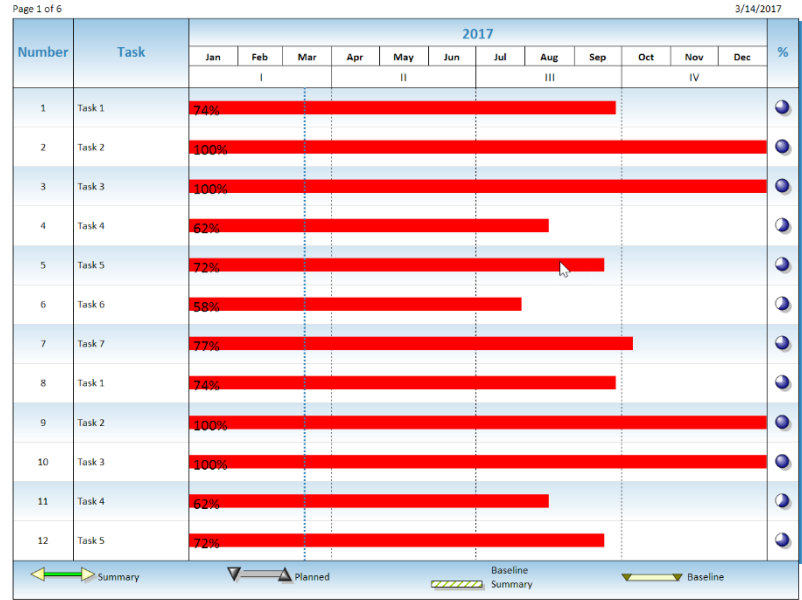 Page 1 of 6 3/14/2017
Number Task 2017 %
Jan Feb Mar Apr May Jun Jul Aug Sep Oct Nov Dec
I II III IV
1 Task 1 74%
2 Task 2 100%
3 Task 3 100%
4 Task 4 62%
5 Task 5 72%
6 Task 6 58%
7 Task 7 77%
8 Task 1 74%
9 Task 2 100%
10 Task 3 100%
11 Task 4 62%
12 Task 5 72%
Summary Planned Baseline Summary Baseline